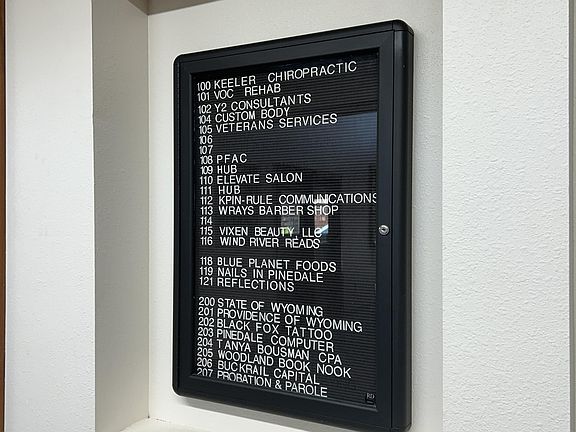 100 KEELER CHIROPRACTIC
101 VOC REHAB
102 Y2 CONSULTANTS
104 CUSTOM BODY
105 VETERANS SERVICES
106
107
108 PFAC
109 HUB
110 ELEVATE SALON
111 HUB
112 KPIN-RULE COMMUNICATIONS
113 WRAYS BARBER SHOP
114
115 VIXEN BEAUTY, LLC
116 WIND RIVER READS
118 BLUE PLANET FOODS
119 NAILS IN PINEDALE
121 REFLECTIONS
200 STATE OF WYOMING
201 PROVIDENCE OF WYOMING
202 BLACK FOX TATTOO
203 PINEDALE COMPUTER
204 TANYA BOUSMAN CPA
205 WOODLAND BOOK NOOK
206 BUCKRAIL CAPITAL
207 PROBATION & PAROLE